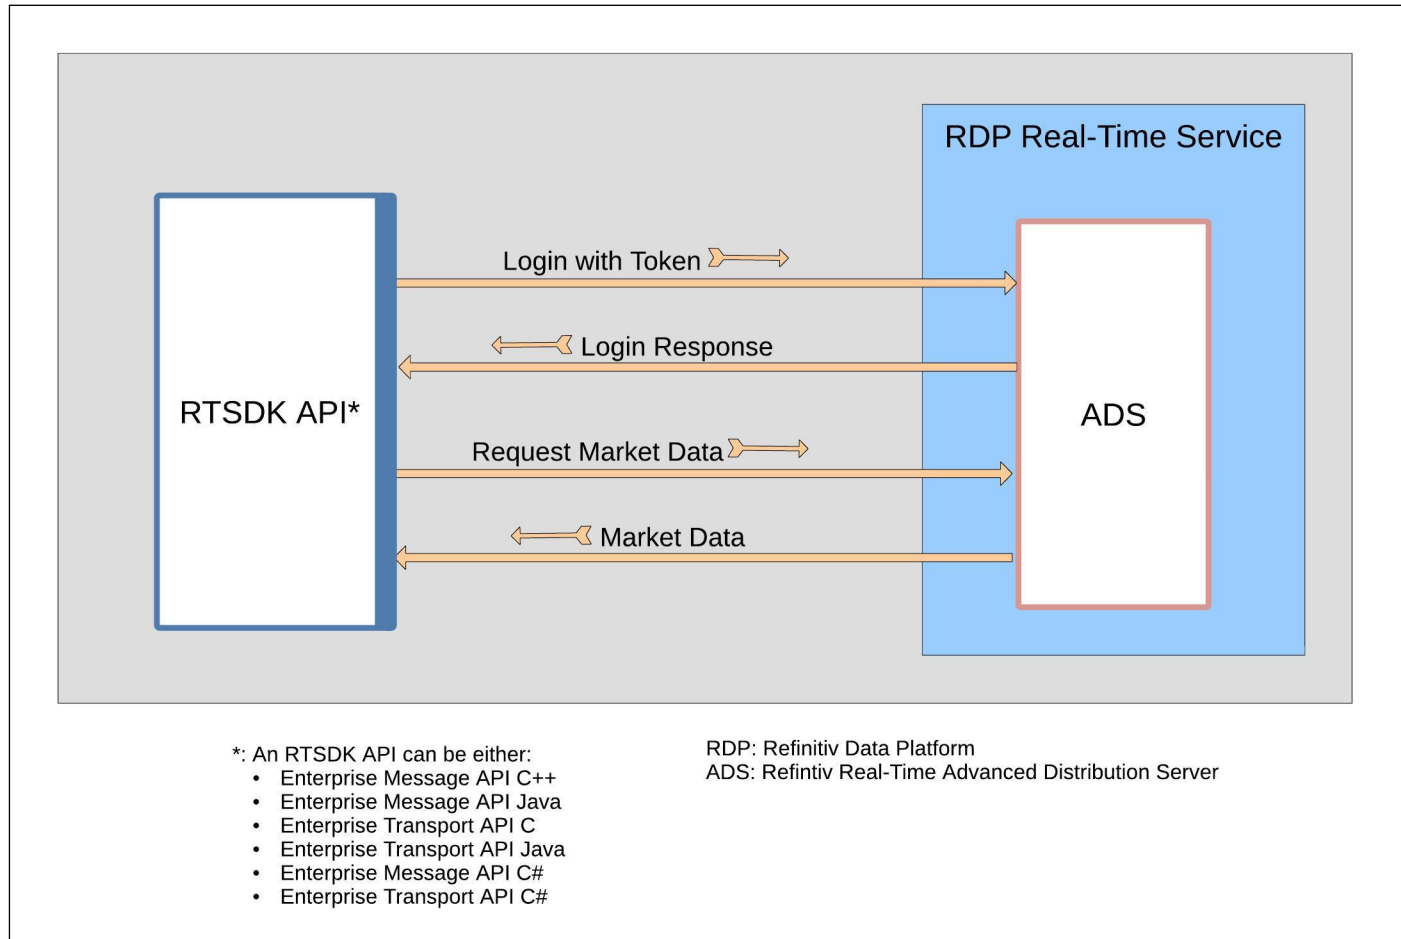 RDP Real-Time Service
Login with Token
Login Response
RTSDK API*
ADS
Request Market Data
Market Data
*: An RTSDK API can be either:
• Enterprise Message API C++
• Enterprise Message API Java
• Enterprise Transport API C
• Enterprise Transport API Java
• Enterprise Message API C#
• Enterprise Transport API C#
RDP: Refinitiv Data Platform
ADS: Refintiv Real-Time Advanced Distribution Server